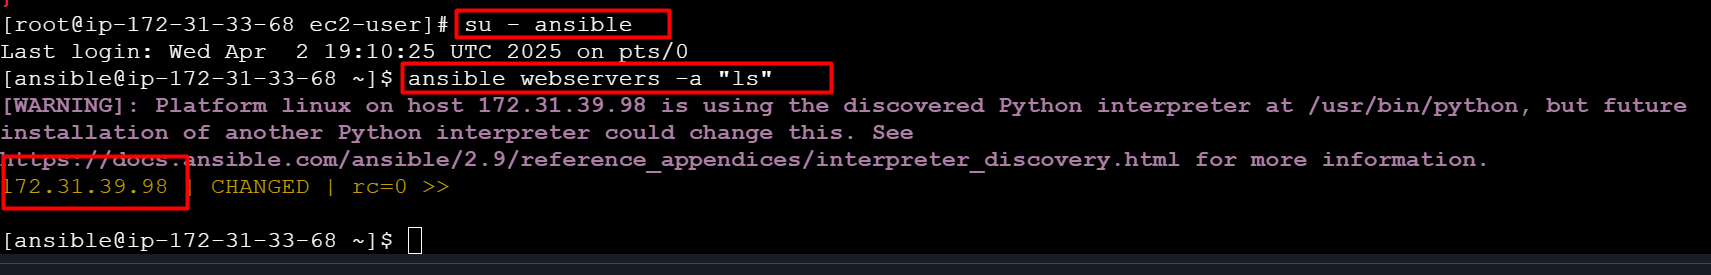 [root@ip-172-31-33-68 ec2-user]# su - ansible
Last login: Wed Apr  2 19:10:25 UTC 2025 on pts/0
[ansible@ip-172-31-33-68 ~]$ ansible webservers -a "ls"
[WARNING]: Platform linux on host 172.31.39.98 is using the discovered Python interpreter at /usr/bin/python, but future
installation of another Python interpreter could change this. See
https://docs.ansible.com/ansible/2.9/reference_appendices/interpreter_discovery.html for more information.
172.31.39.98 | CHANGED | rc=0 >>
[ansible@ip-172-31-33-68 ~]$